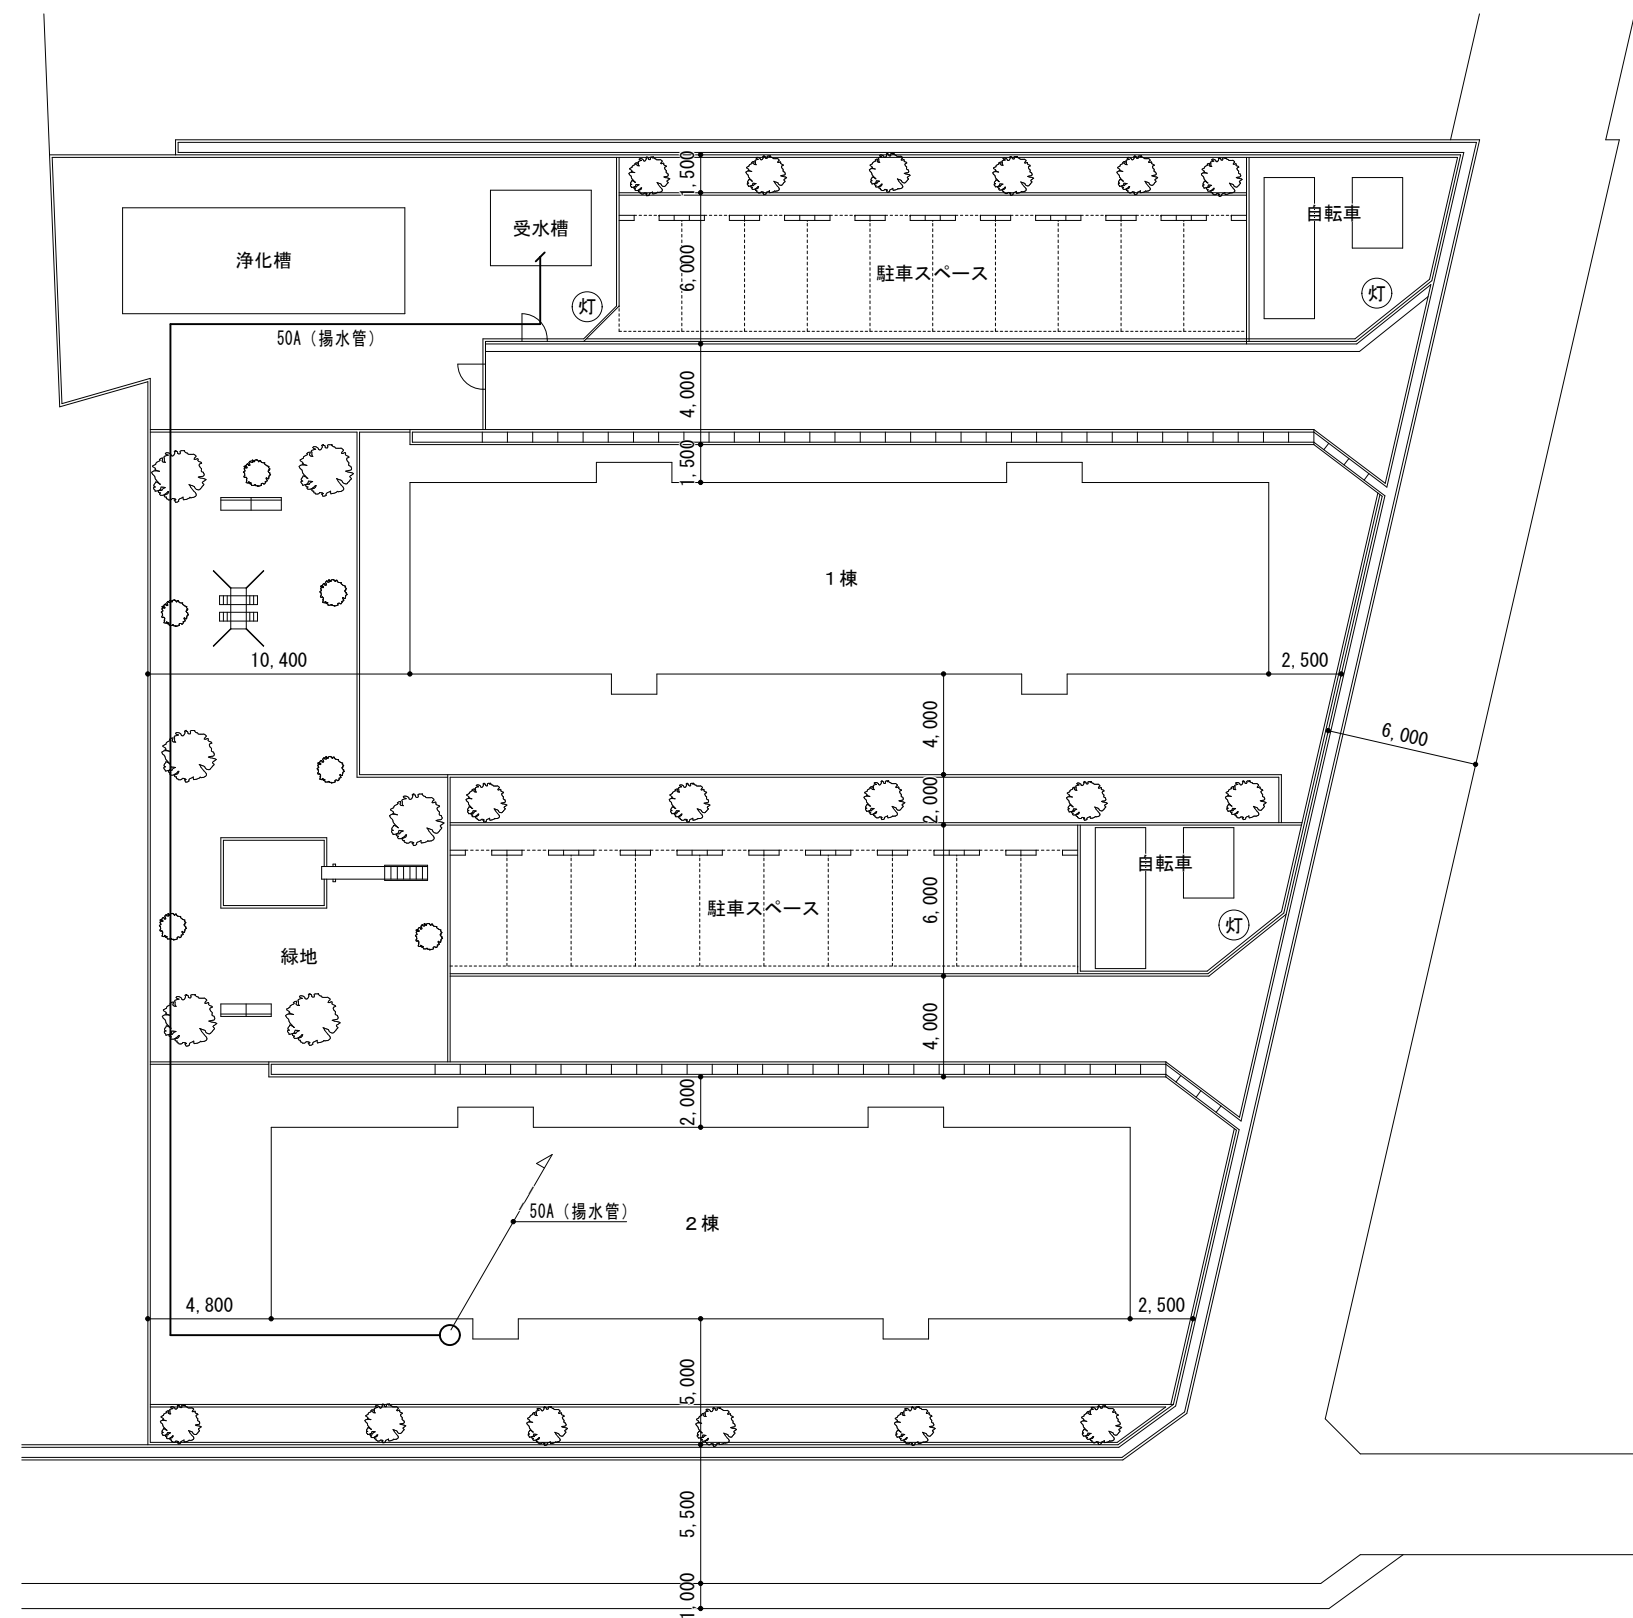 1,500
受水槽
自転車
浄化槽
6,000
駐車スペース
灯
灯
50A（揚水管）
4,000
1,500
1棟
10,400
2,500
4,000
6,000
2,000
自転車
6,000
駐車スペース
灯
緑地
4,000
2,000
50A（揚水管）
2棟
4,800
2,500
5,000
5,500
1,000